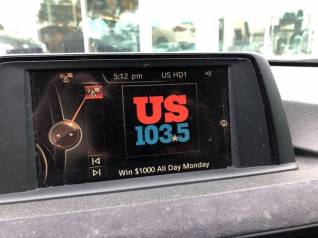 5:12 pm
US HD1
US
103.5
Win $1000 All Day Monday